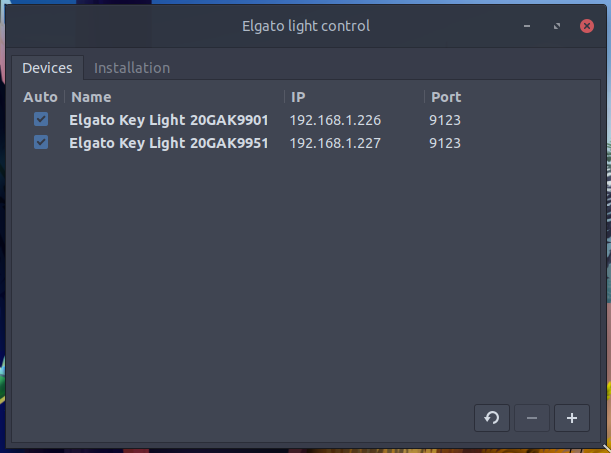 Elgato light control
Devices Installation
Auto Name IP Port
Elgato Key Light 20GAK9901 192.168.1.226 9123
Elgato Key Light 20GAK9951 192.168.1.227 9123